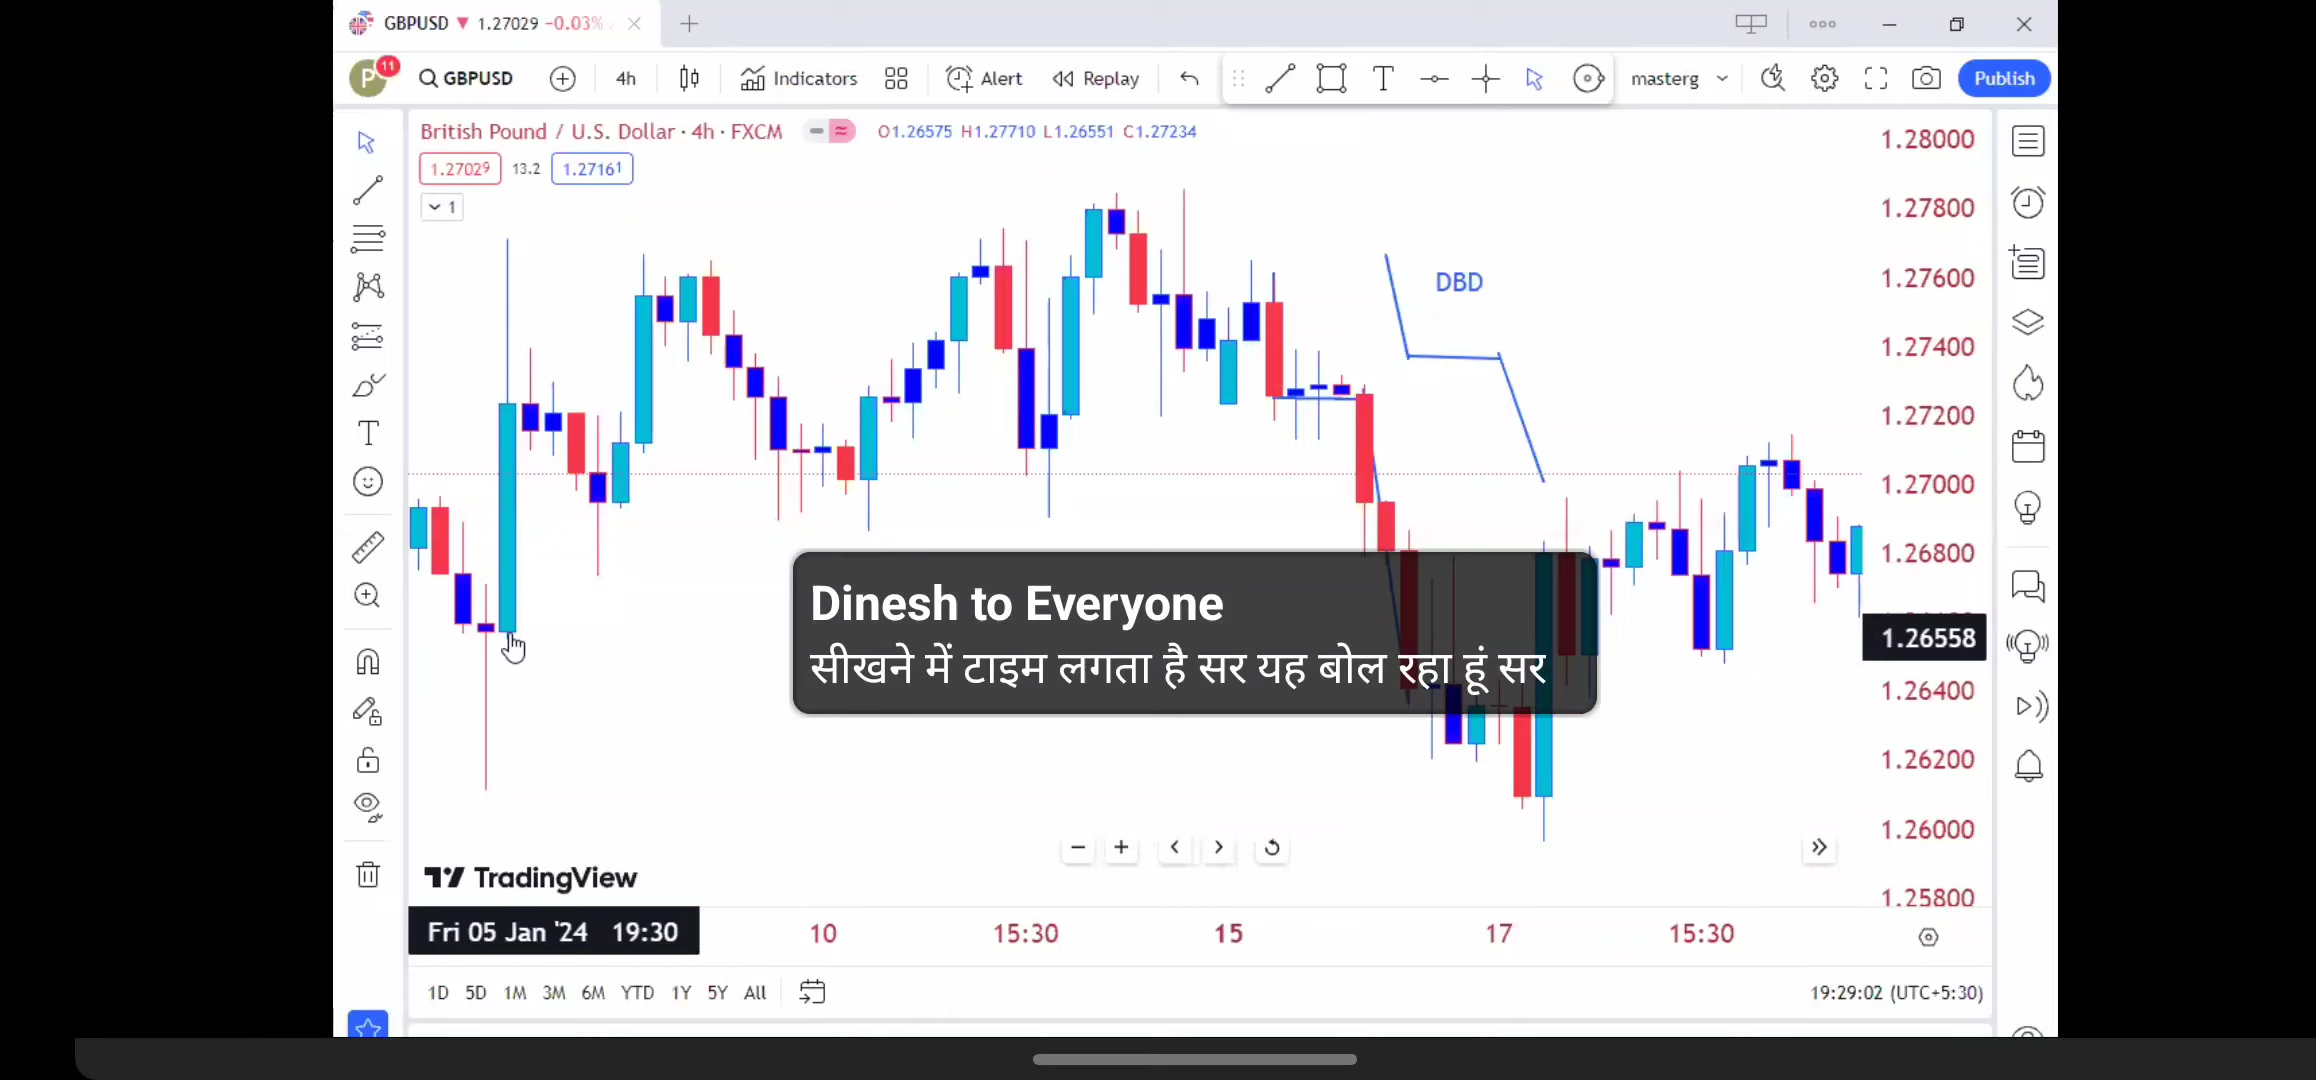 GBPUSD ▼ 1.27029 −0.03%
P 11 GBPUSD 4h Indicators Alert Replay masterg Publish
British Pound / U.S. Dollar · 4h · FXCM O1.26575 H1.27710 L1.26551 C1.27234
1.27029 13.2 1.27161
1
DBD
1.28000
1.27800
1.27600
1.27400
1.27200
1.27000
1.26800
1.26558
1.26400
1.26200
1.26000
1.25800
Dinesh to Everyone
सीखने में टाइम लगता है सर यह बोल रहा हूं सर
TradingView
Fri 05 Jan '24 19:30 10 15:30 15 17 15:30
1D 5D 1M 3M 6M YTD 1Y 5Y All 19:29:02 (UTC+5:30)